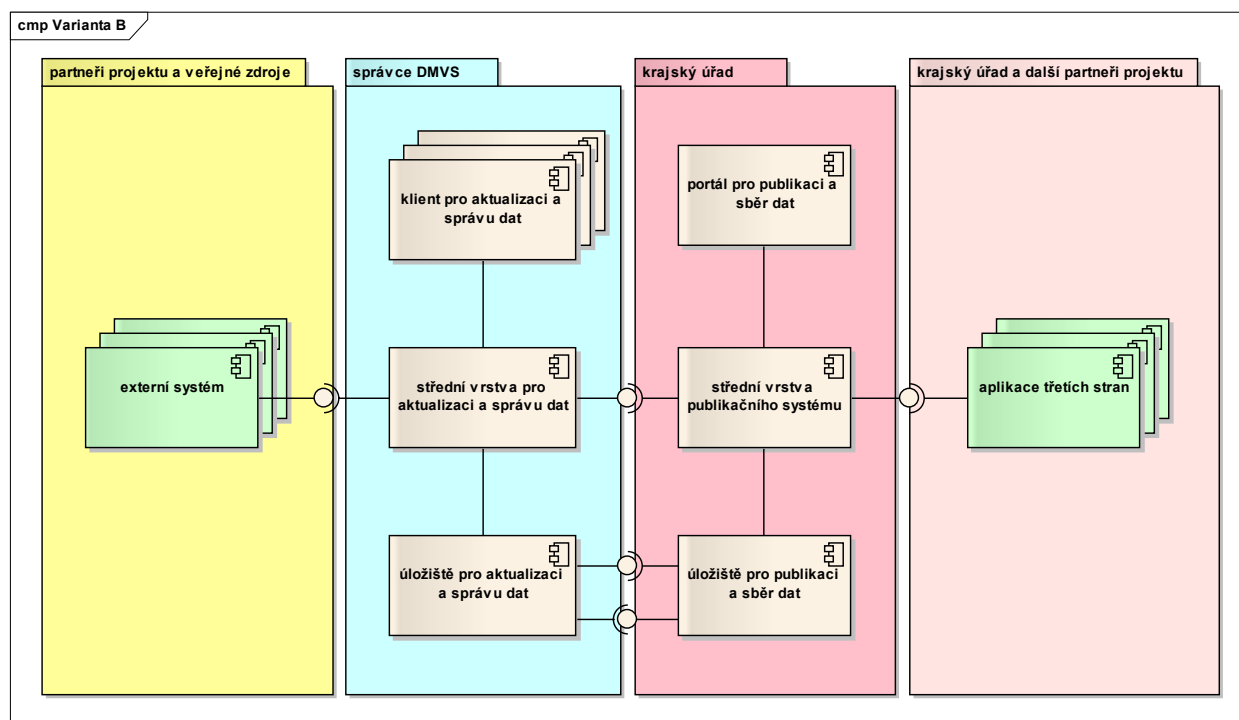 cmp Varianta B
partneři projektu a veřejné zdroje
správce DMVS
krajský úřad
krajský úřad a další partneři projektu
klient pro aktualizaci a
správu dat
portál pro publikaci a
sběr dat
externí systém
střední vrstva pro
aktualizaci a správu dat
střední vrstva
publikačního systému
aplikace třetích stran
úložiště pro aktualizaci
a správu dat
úložiště pro publikaci
a sběr dat